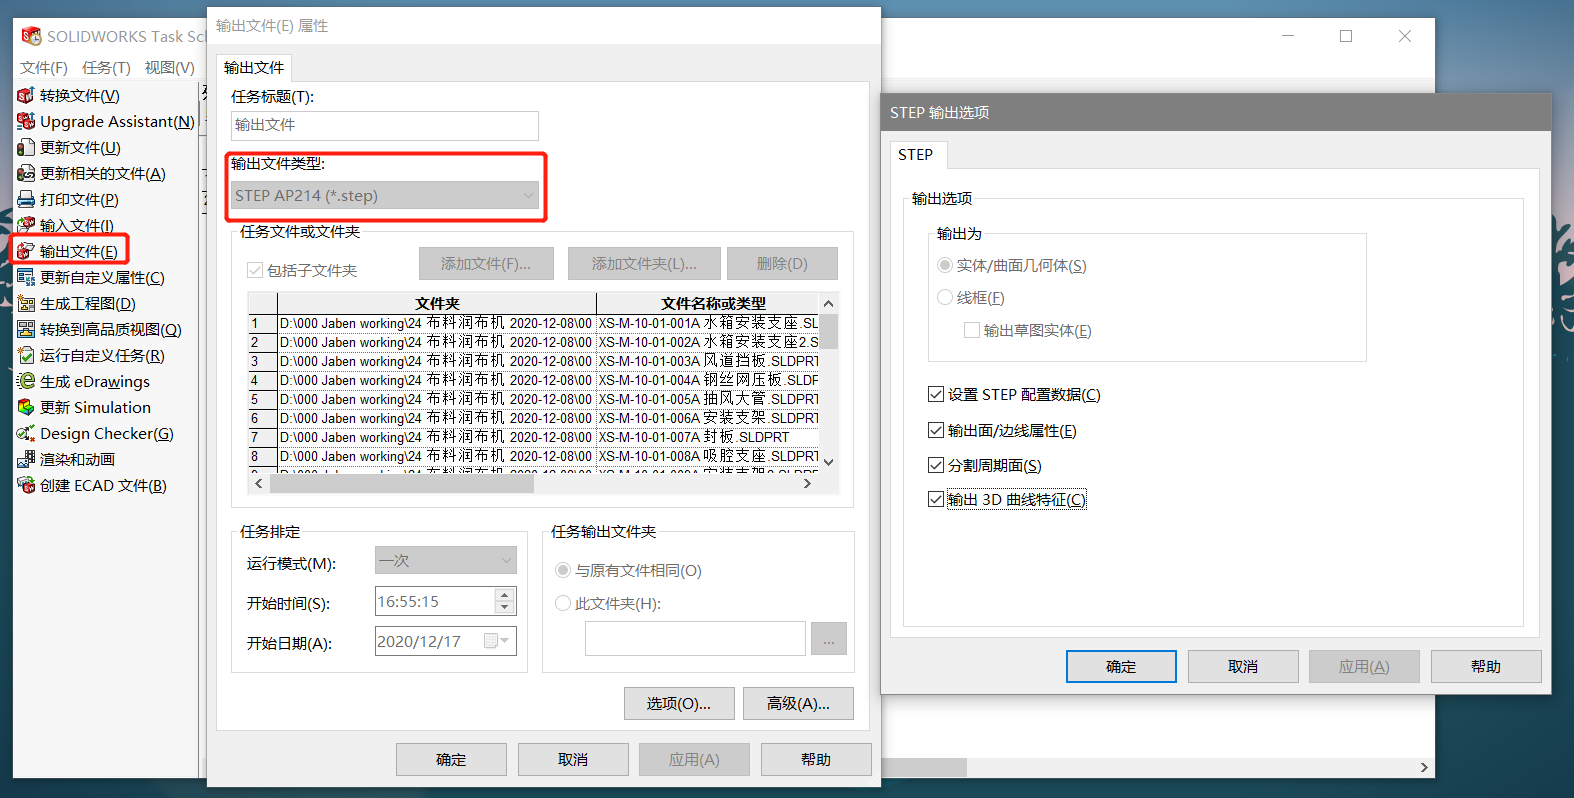 SOLIDWORKS Task Sch
文件(F) 任务(T) 视图(V)
转换文件(V)
Upgrade Assistant(N)
更新文件(U)
更新相关的文件(A)
打印文件(P)
输入文件(I)
输出文件(E)
更新自定义属性(C)
生成工程图(D)
转换到高品质视图(Q)
运行自定义任务(R)
生成 eDrawings
更新 Simulation
Design Checker(G)
渲染和动画
创建 ECAD 文件(B)
输出文件(E) 属性
输出文件
任务标题(T):
输出文件
输出文件类型:
STEP AP214 (*.step)
任务文件或文件夹
包括子文件夹 添加文件(F)... 添加文件夹(L)... 删除(D)
文件夹 文件名称或类型
1 D:\000 Jaben working\24 布料润布机 2020-12-08\00 XS-M-10-01-001A 水箱安装支座.SL
2 D:\000 Jaben working\24 布料润布机 2020-12-08\00 XS-M-10-01-002A 水箱安装支座2.S
3 D:\000 Jaben working\24 布料润布机 2020-12-08\00 XS-M-10-01-003A 风道挡板.SLDPRT
4 D:\000 Jaben working\24 布料润布机 2020-12-08\00 XS-M-10-01-004A 钢丝网压板.SLDPF
5 D:\000 Jaben working\24 布料润布机 2020-12-08\00 XS-M-10-01-005A 抽风大管.SLDPRT
6 D:\000 Jaben working\24 布料润布机 2020-12-08\00 XS-M-10-01-006A 安装支架.SLDPRT
7 D:\000 Jaben working\24 布料润布机 2020-12-08\00 XS-M-10-01-007A 封板.SLDPRT
8 D:\000 Jaben working\24 布料润布机 2020-12-08\00 XS-M-10-01-008A 吸腔支座.SLDPRT
任务排定
运行模式(M): 一次
开始时间(S): 16:55:15
开始日期(A): 2020/12/17
任务输出文件夹
与原有文件相同(O)
此文件夹(H):
...
选项(O)... 高级(A)...
确定 取消 应用(A) 帮助
STEP 输出选项
STEP
输出选项
输出为
实体/曲面几何体(S)
线框(F)
输出草图实体(E)
设置 STEP 配置数据(C)
输出面/边线属性(E)
分割周期面(S)
输出 3D 曲线特征(C)
确定 取消 应用(A) 帮助